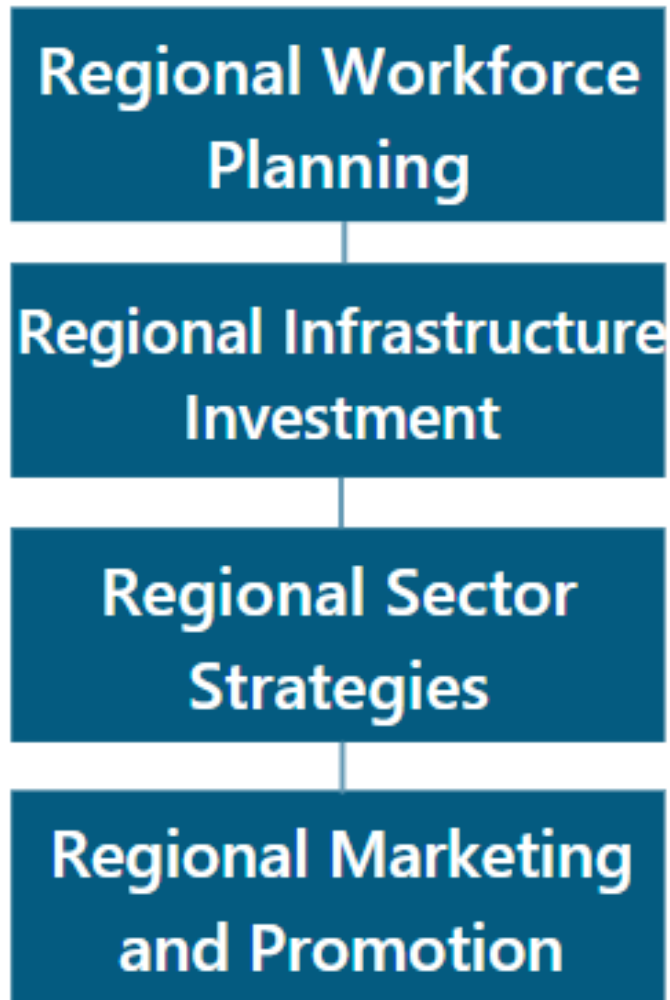 Regional Workforce
Planning
Regional Infrastructure
Investment
Regional Sector
Strategies
Regional Marketing
and Promotion